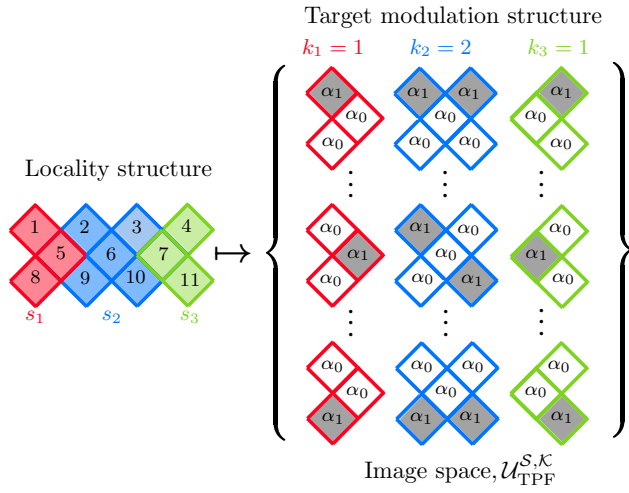 Target modulation structure
k₁ = 1 k₂ = 2 k₃ = 1
α₁ α₁ α₁ α₁
α₀ α₀ α₀
α₀ α₀ α₀ α₀
⋮ ⋮ ⋮
Locality structure
1 2 3 4
5 6 7
8 9 10 11
s₁ s₂ s₃
↦
α₀ α₁ α₀ α₀
α₁ α₀ α₁
α₀ α₀ α₁ α₀
⋮ ⋮ ⋮
α₀ α₀ α₀ α₀
α₀ α₀ α₀
α₁ α₁ α₁ α₁
Image space, 𝒰_TPF^{𝒮,𝒦}